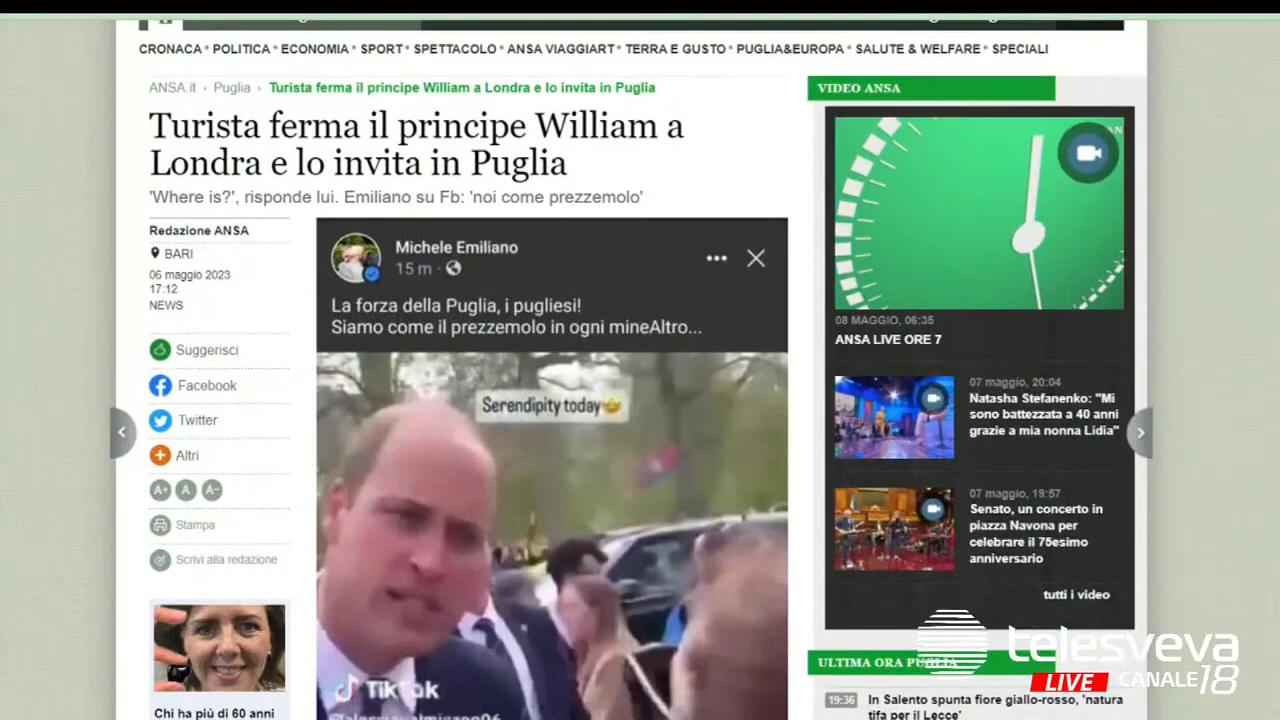 CRONACA • POLITICA • ECONOMIA • SPORT • SPETTACOLO • ANSA VIAGGIART • TERRA E GUSTO • PUGLIA&EUROPA • SALUTE & WELFARE • SPECIALI
ANSA.it › Puglia › Turista ferma il principe William a Londra e lo invita in Puglia
Turista ferma il principe William a
Londra e lo invita in Puglia
'Where is?', risponde lui. Emiliano su Fb: 'noi come prezzemolo'
Redazione ANSA
BARI
06 maggio 2023
17:12
NEWS
Suggerisci
Facebook
Twitter
Altri
A+ A A-
Stampa
Scrivi alla redazione
Chi ha più di 60 anni
Michele Emiliano
15 m
La forza della Puglia, i pugliesi!
Siamo come il prezzemolo in ogni mineAltro...
Serendipity today
TikTok
VIDEO ANSA
08 MAGGIO, 06:35
ANSA LIVE ORE 7
07 maggio, 20:04
Natasha Stefanenko: "Mi
sono battezzata a 40 anni
grazie a mia nonna Lidia"
07 maggio, 19:57
Senato, un concerto in
piazza Navona per
celebrare il 75esimo
anniversario
tutti i video
ULTIMA ORA PUGLIA
19:36 In Salento spunta fiore giallo-rosso, 'natura
tifa per il Lecce'
telesveva
LIVE CANALE 18